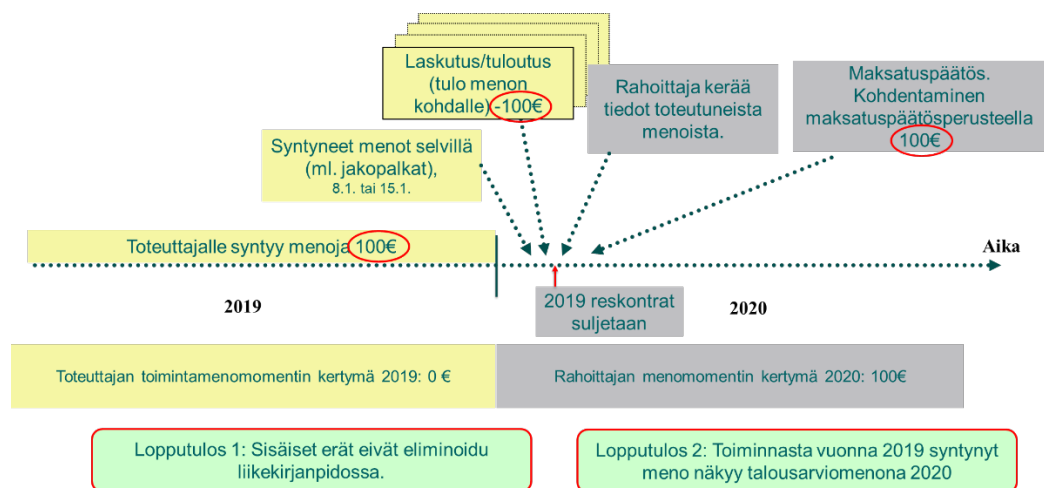 Laskutus/tuloutus
(tulo menon
kohdalle) -100€
Rahoittaja kerää
tiedot toteutuneista
menoista.
Maksatuspäätös.
Kohdentaminen
maksatuspäätösperusteella
100€
Syntyneet menot selvillä
(ml. jakopalkat),
8.1. tai 15.1.
Toteuttajalle syntyy menoja 100€
Aika
2019
2019 reskontrat
suljetaan
2020
Toteuttajan toimintamenomomentin kertymä 2019: 0 €
Rahoittajan menomomentin kertymä 2020: 100€
Lopputulos 1: Sisäiset erät eivät eliminoidu
liikekirjanpidossa.
Lopputulos 2: Toiminnasta vuonna 2019 syntynyt
meno näkyy talousarviomenona 2020